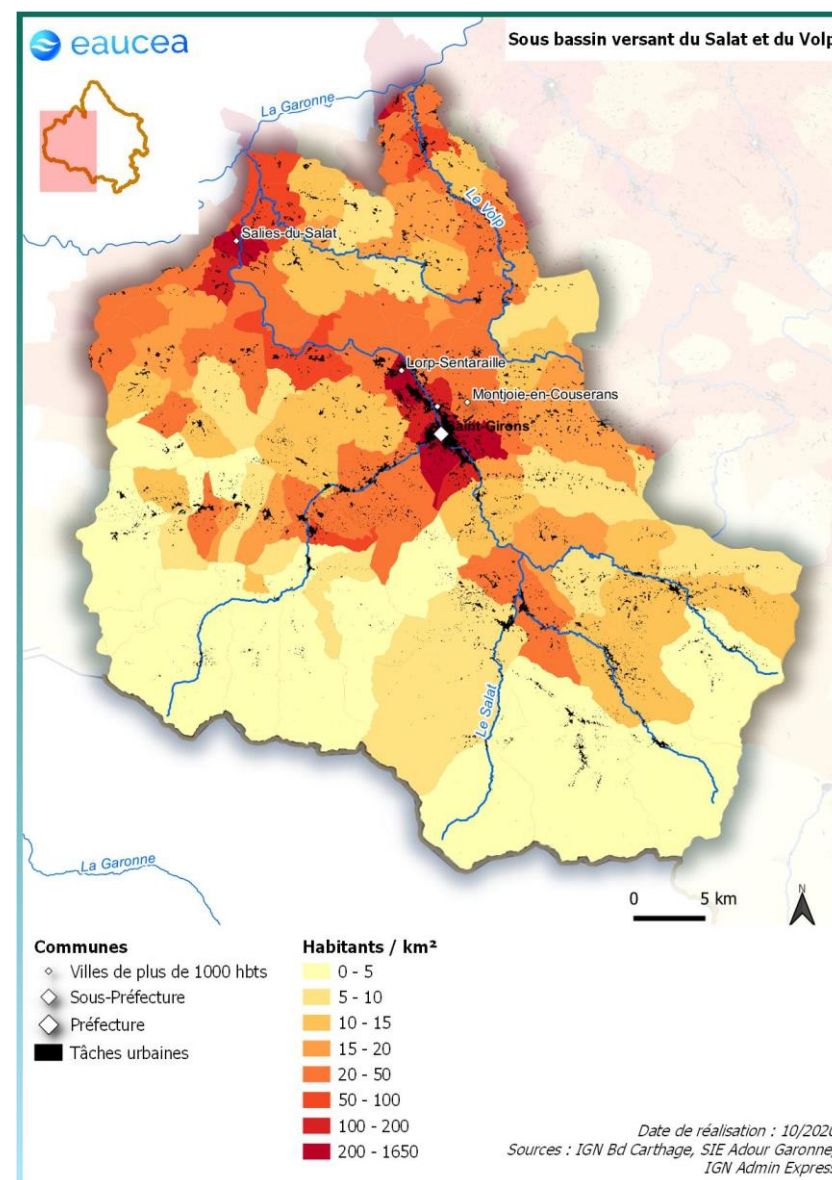 eaucea
Sous bassin versant du Salat et du Volp
La Garonne
Le Volp
Salies-du-Salat
Lorp-Sentaraille
Montjoie-en-Couserans
Saint-Girons
Le Salat
La Garonne
0 5 km
N
Communes
Villes de plus de 1000 hbts
Sous-Préfecture
Préfecture
Tâches urbaines
Habitants / km²
0 - 5
5 - 10
10 - 15
15 - 20
20 - 50
50 - 100
100 - 200
200 - 1650
Date de réalisation : 10/2020
Sources : IGN Bd Carthage, SIE Adour Garonne,
IGN Admin Express